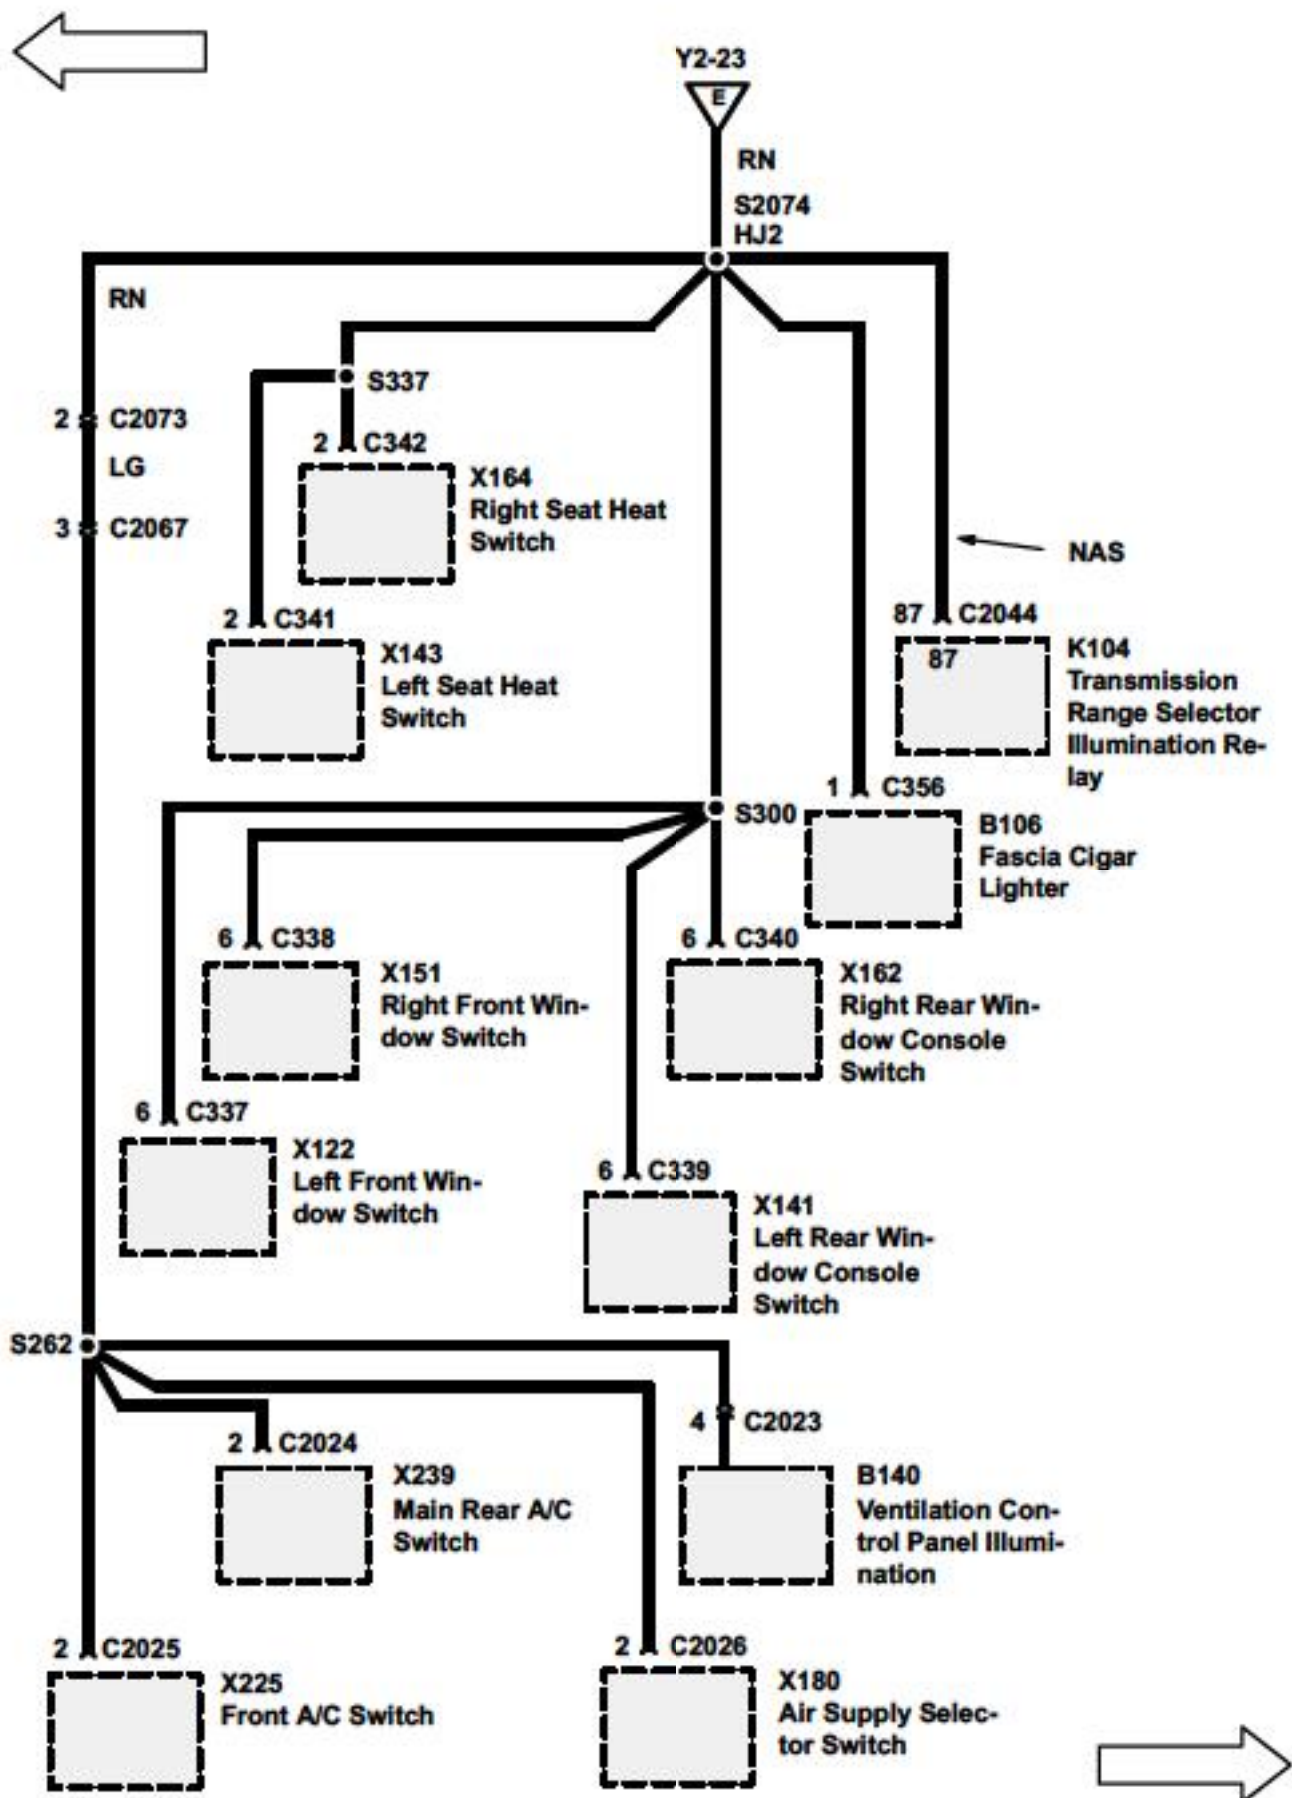 Y2-23
E
RN
S2074
HJ2
RN
S337
2 C2073
2 C342
LG
X164
Right Seat Heat
Switch
3 C2067
NAS
2 C341
87 C2044
X143
Left Seat Heat
Switch
87
K104
Transmission
Range Selector
Illumination Re-
lay
1 C356
S300
B106
Fascia Cigar
Lighter
6 C338
6 C340
X151
Right Front Win-
dow Switch
X162
Right Rear Win-
dow Console
Switch
6 C337
X122
Left Front Win-
dow Switch
6 C339
X141
Left Rear Win-
dow Console
Switch
S262
4 C2023
2 C2024
X239
Main Rear A/C
Switch
B140
Ventilation Con-
trol Panel Illumi-
nation
2 C2025
2 C2026
X225
Front A/C Switch
X180
Air Supply Selec-
tor Switch